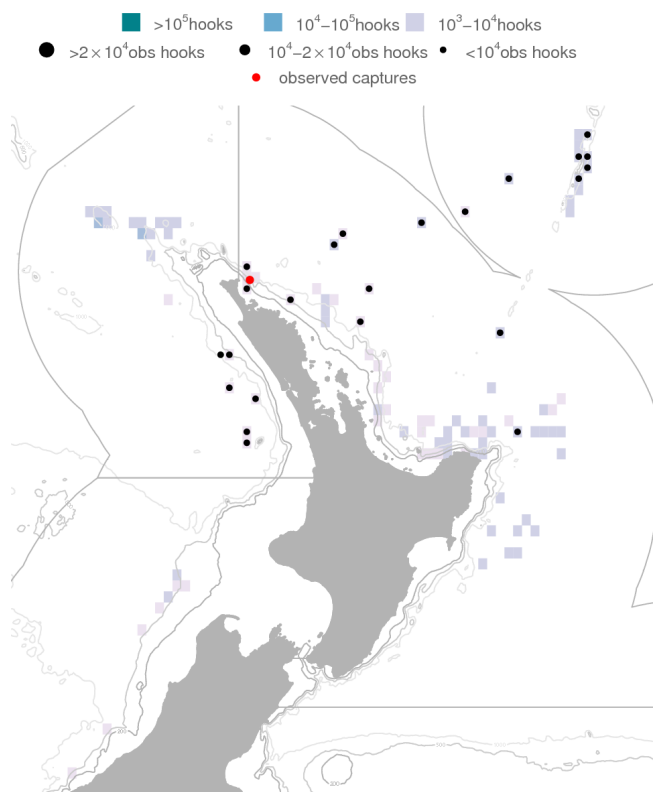 >10⁵hooks 10⁴−10⁵hooks 10³−10⁴hooks
>2×10⁴obs hooks 10⁴−2×10⁴obs hooks <10⁴obs hooks
observed captures